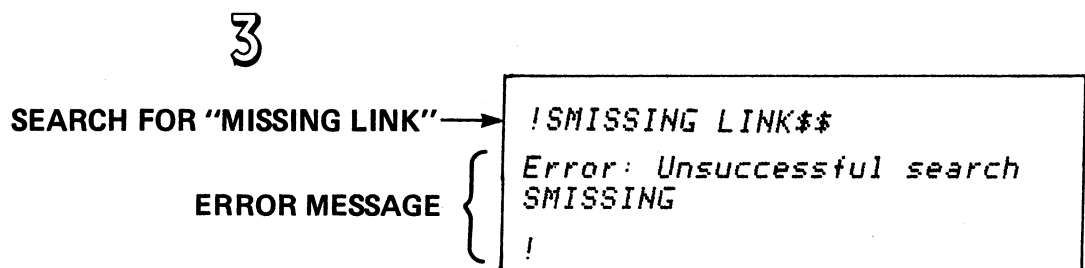 3
SEARCH FOR "MISSING LINK"
!SMISSING LINK$$
Error: Unsuccessful search
SMISSING
ERROR MESSAGE
!